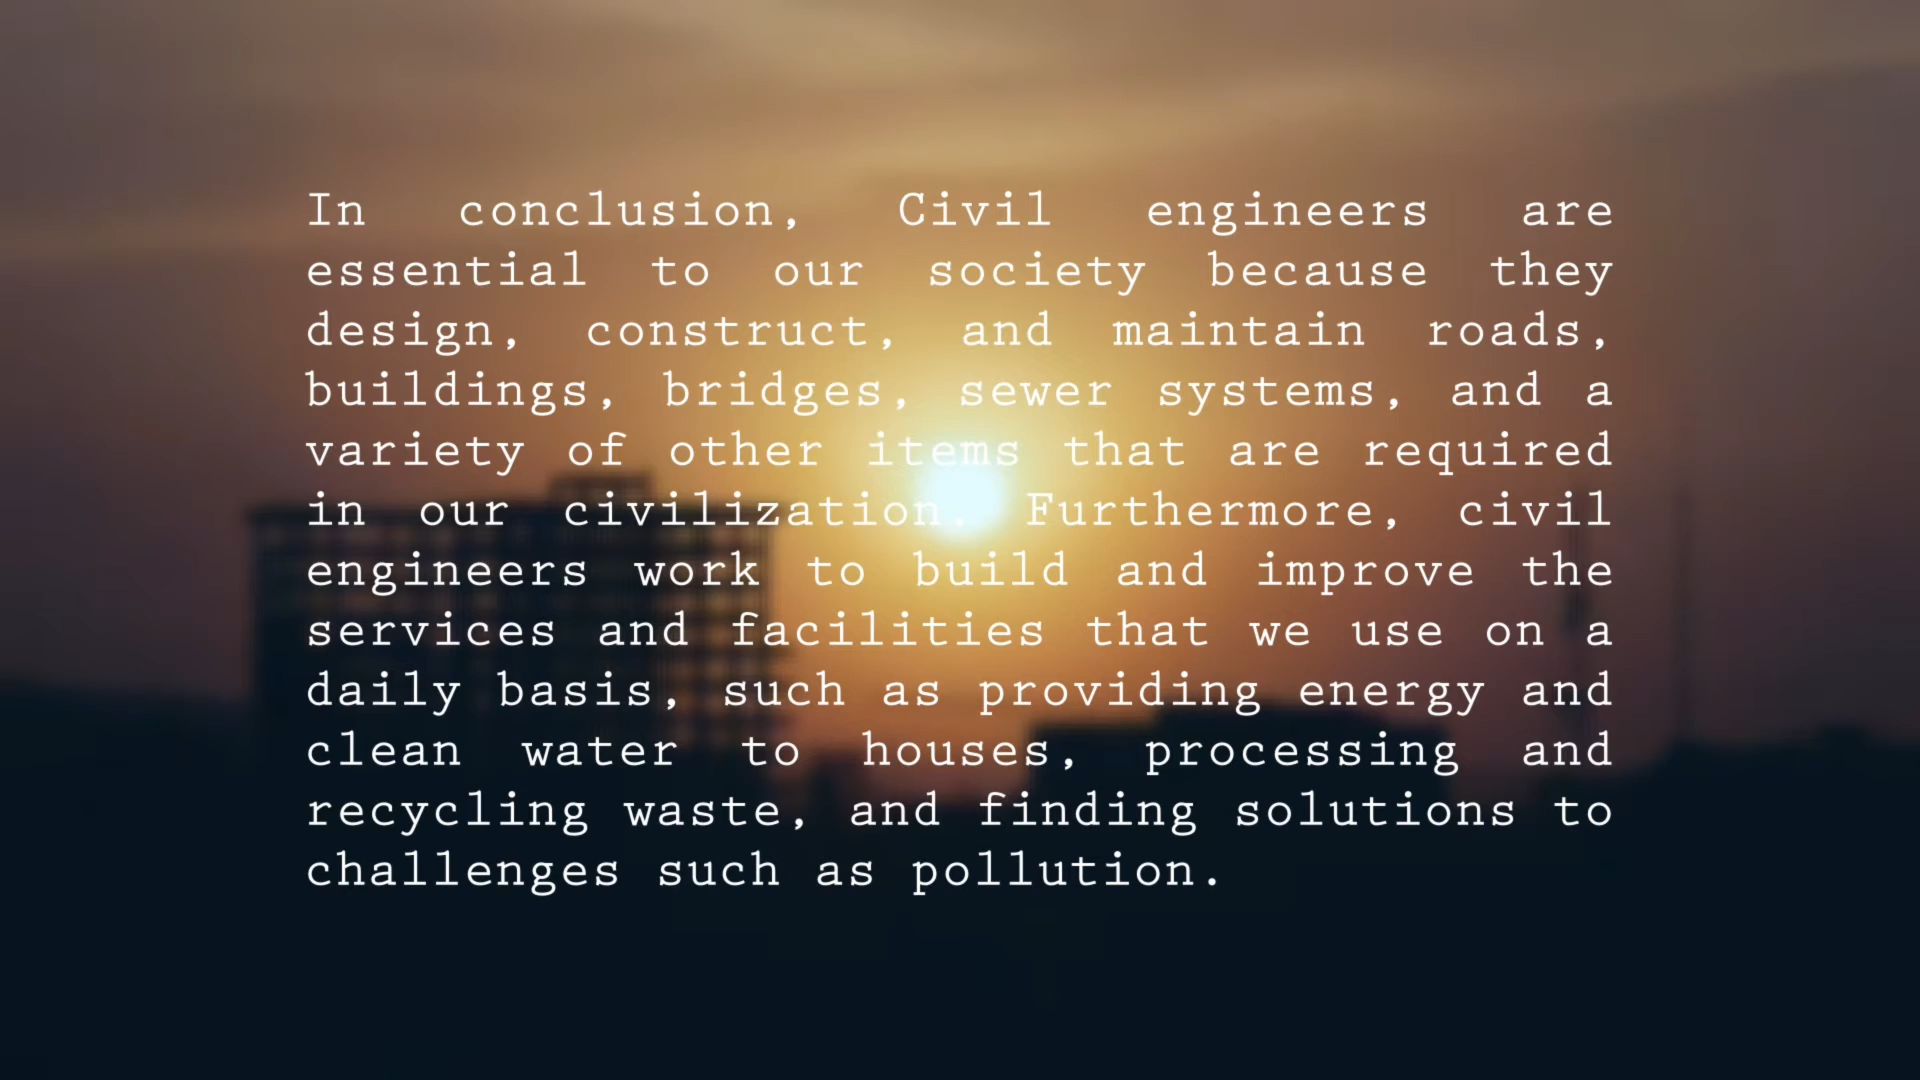 In conclusion, Civil engineers are
essential to our society because they
design, construct, and maintain roads,
buildings, bridges, sewer systems, and a
variety of other items that are required
in our civilization. Furthermore, civil
engineers work to build and improve the
services and facilities that we use on a
daily basis, such as providing energy and
clean water to houses, processing and
recycling waste, and finding solutions to
challenges such as pollution.